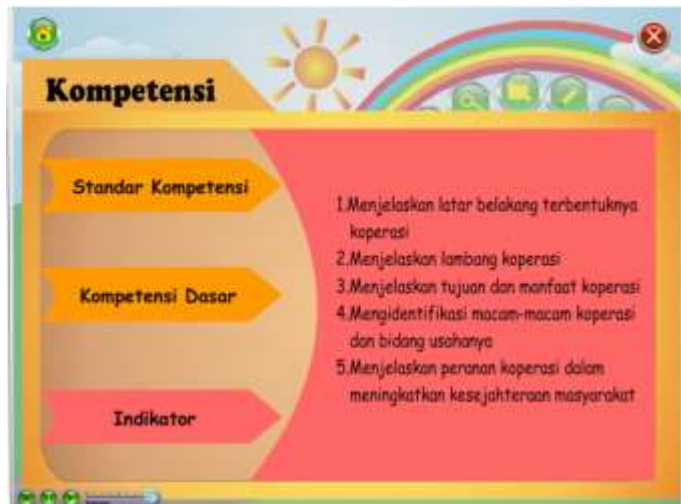 Kompetensi
Standar Kompetensi
Kompetensi Dasar
Indikator
1.Menjelaskan latar belakang terbentuknya
koperasi
2.Menjelaskan lambang koperasi
3.Menjelaskan tujuan dan manfaat koperasi
4.Mengidentifikasi macam-macam koperasi
dan bidang usahanya
5.Menjelaskan peranan koperasi dalam
meningkatkan kesejahteraan masyarakat